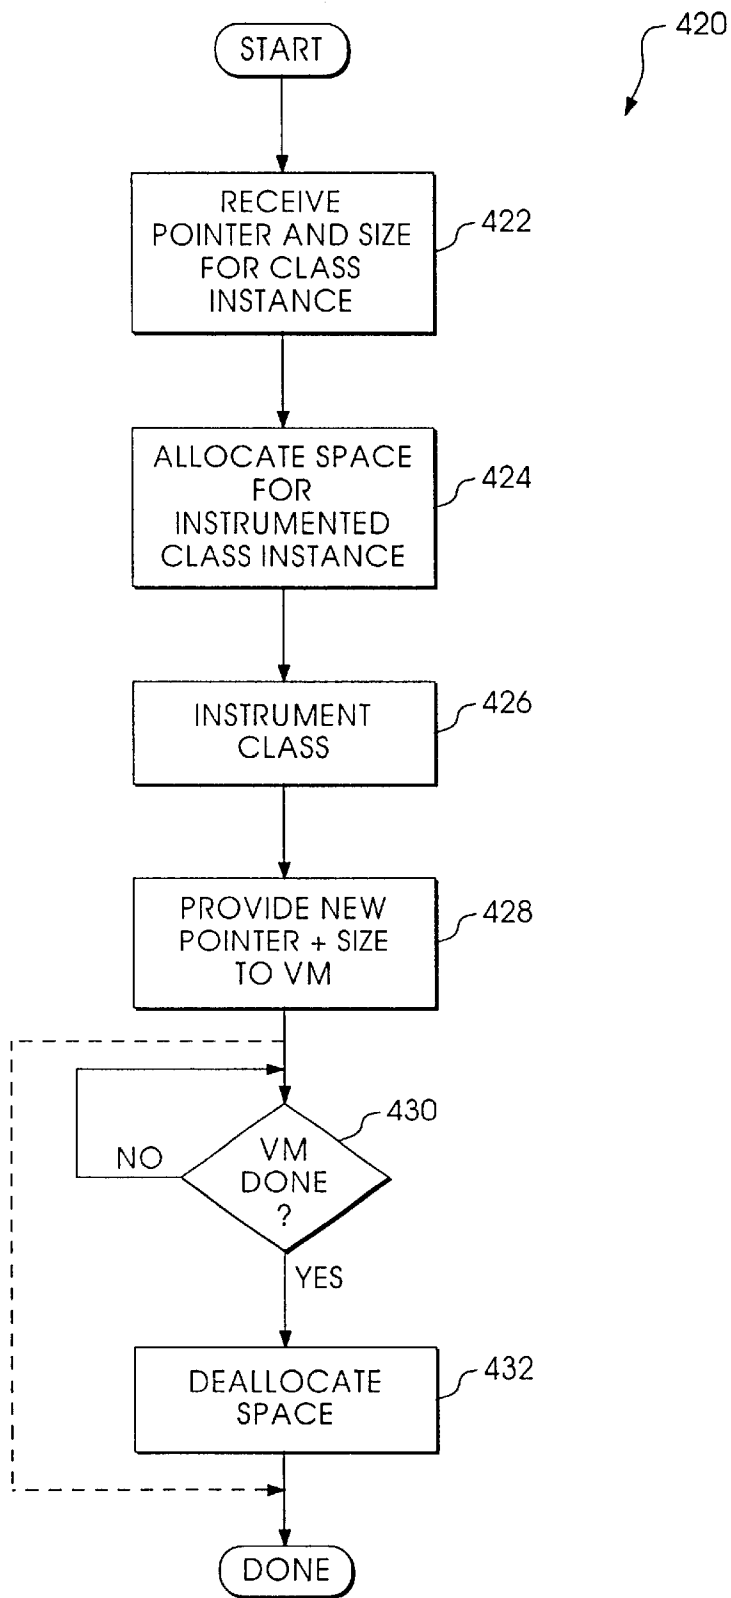 420
START
RECEIVE
POINTER AND SIZE
FOR CLASS
INSTANCE
422
ALLOCATE SPACE
FOR
INSTRUMENTED
CLASS INSTANCE
424
INSTRUMENT
CLASS
426
PROVIDE NEW
POINTER + SIZE
TO VM
428
VM
DONE
?
430
NO
YES
DEALLOCATE
SPACE
432
DONE